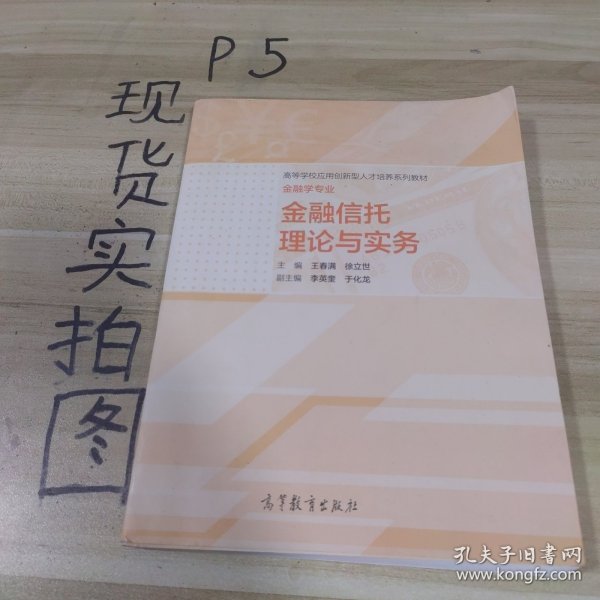 P5
现货实拍图
高等学校应用创新型人才培养系列教材
金融学专业
金融信托
理论与实务
主 编 王春满 徐立世
副主编 李英奎 于化龙
高等教育出版社
孔夫子旧书网
www.kongfz.com